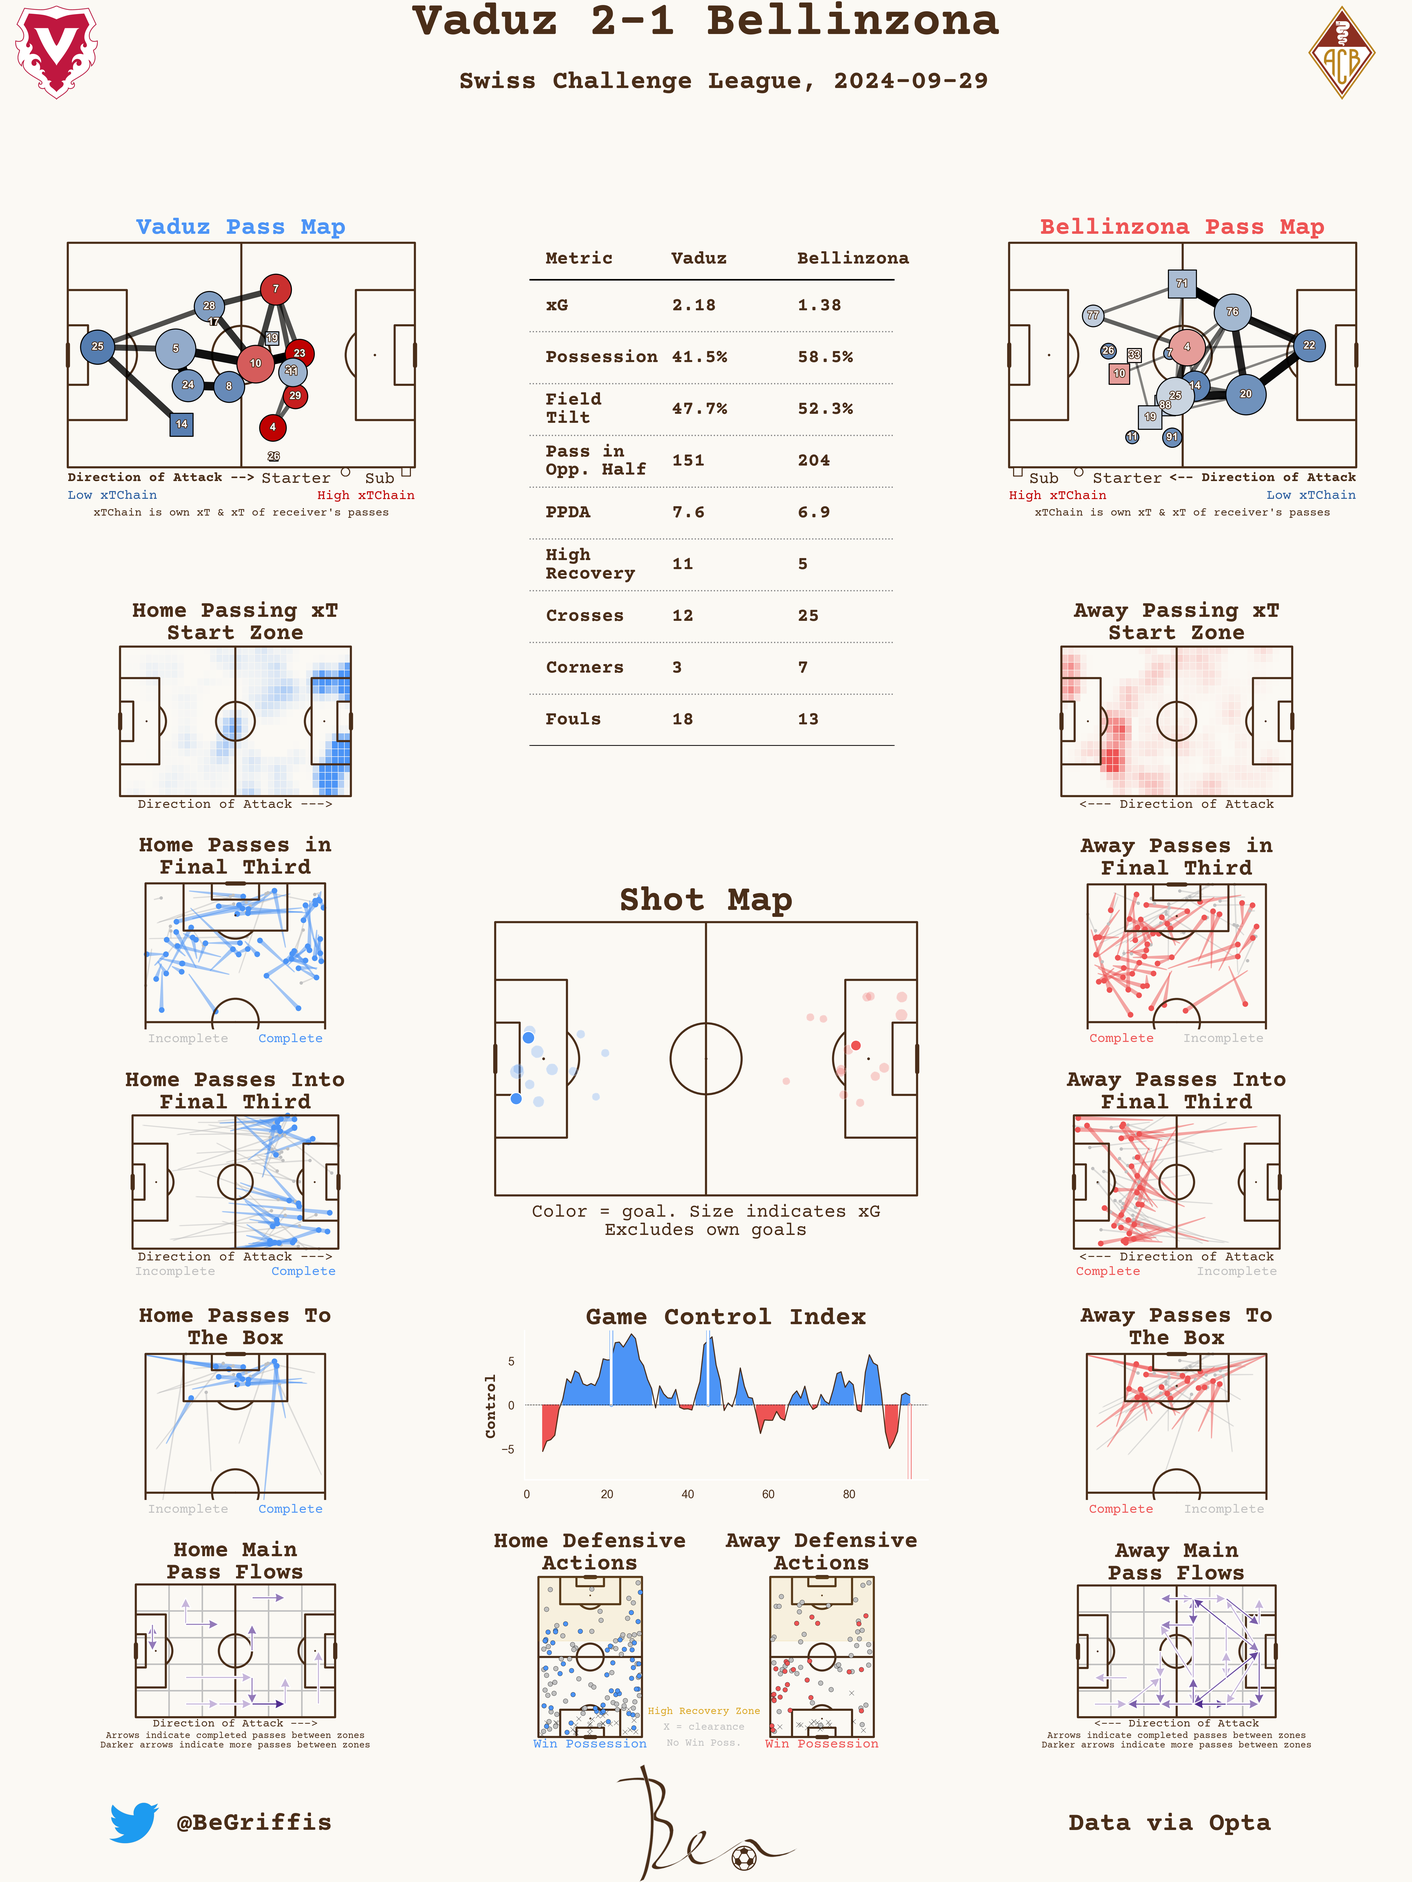 Vaduz 2-1 Bellinzona
Swiss Challenge League, 2024-09-29
V
ACB
Vaduz Pass Map
28
7
17
25
5
19
23
10
24
8
29
14
4
26
11
Direction of Attack --> Starter Sub
Low xTChain High xTChain
xTChain is own xT & xT of receiver's passes
Metric Vaduz Bellinzona
xG 2.18 1.38
Possession 41.5% 58.5%
Field
Tilt 47.7% 52.3%
Pass in
Opp. Half 151 204
PPDA 7.6 6.9
High
Recovery 11 5
Crosses 12 25
Corners 3 7
Fouls 18 13
Bellinzona Pass Map
71
77
76
4
22
26
33
7
10
14
25
20
88
19
11
91
Sub Starter <-- Direction of Attack
High xTChain Low xTChain
xTChain is own xT & xT of receiver's passes
Home Passing xT
Start Zone
Direction of Attack --->
Away Passing xT
Start Zone
<--- Direction of Attack
Home Passes in
Final Third
Incomplete Complete
Away Passes in
Final Third
Complete Incomplete
Shot Map
Color = goal. Size indicates xG
Excludes own goals
Home Passes Into
Final Third
Direction of Attack --->
Incomplete Complete
Away Passes Into
Final Third
<--- Direction of Attack
Complete Incomplete
Home Passes To
The Box
Incomplete Complete
Game Control Index
Control
5
0
−5
0 20 40 60 80
Away Passes To
The Box
Complete Incomplete
Home Main
Pass Flows
Direction of Attack --->
Arrows indicate completed passes between zones
Darker arrows indicate more passes between zones
Home Defensive
Actions
Win Possession
Away Defensive
Actions
Win Possession
High Recovery Zone
X = clearance
No Win Poss.
Away Main
Pass Flows
<--- Direction of Attack
Arrows indicate completed passes between zones
Darker arrows indicate more passes between zones
@BeGriffis
Ben
Data via Opta